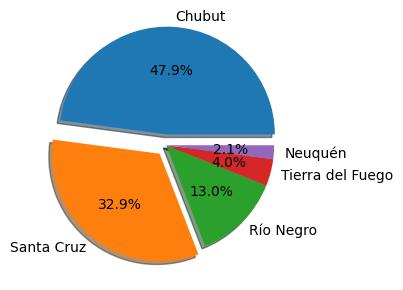 Chubut
47.9%
2.1%
Neuquén
4.0%
Tierra del Fuego
13.0%
32.9%
Río Negro
Santa Cruz